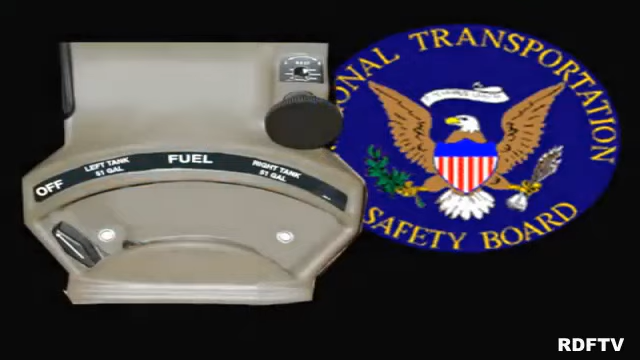 OFF
LEFT TANK
51 GAL
FUEL
RIGHT TANK
51 GAL
ONAL TRANSPORTATION
SAFETY BOARD
RDFTV